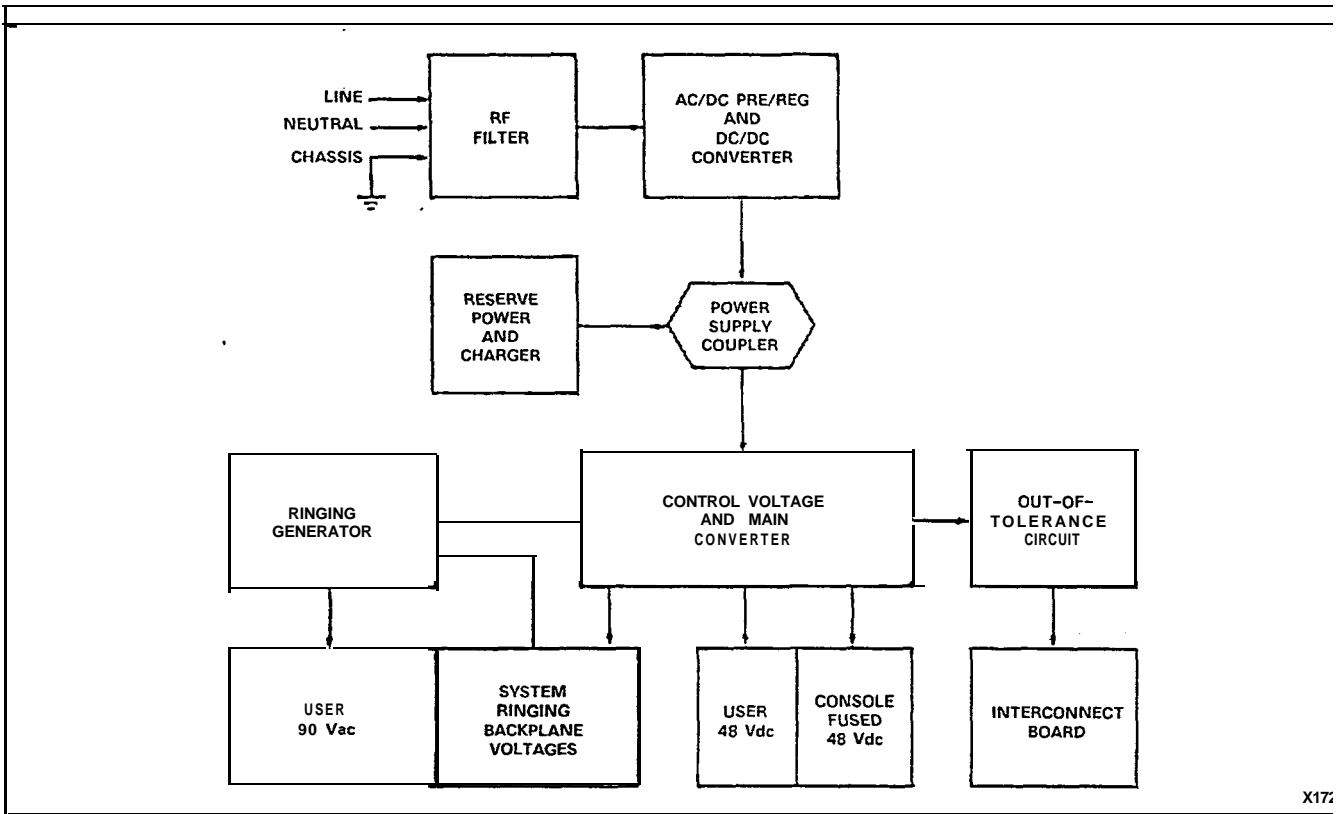 LINE
NEUTRAL
CHASSIS
RF
FILTER
AC/DC PRE/REG
AND
DC/DC
CONVERTER
RESERVE
POWER
AND
CHARGER
POWER
SUPPLY
COUPLER
RINGING
GENERATOR
CONTROL VOLTAGE
AND MAIN
CONVERTER
OUT-OF-
TOLERANCE
CIRCUIT
USER
90 Vac
SYSTEM
RINGING
BACKPLANE
VOLTAGES
USER
48 Vdc
CONSOLE
FUSED
48 Vdc
INTERCONNECT
BOARD
X172